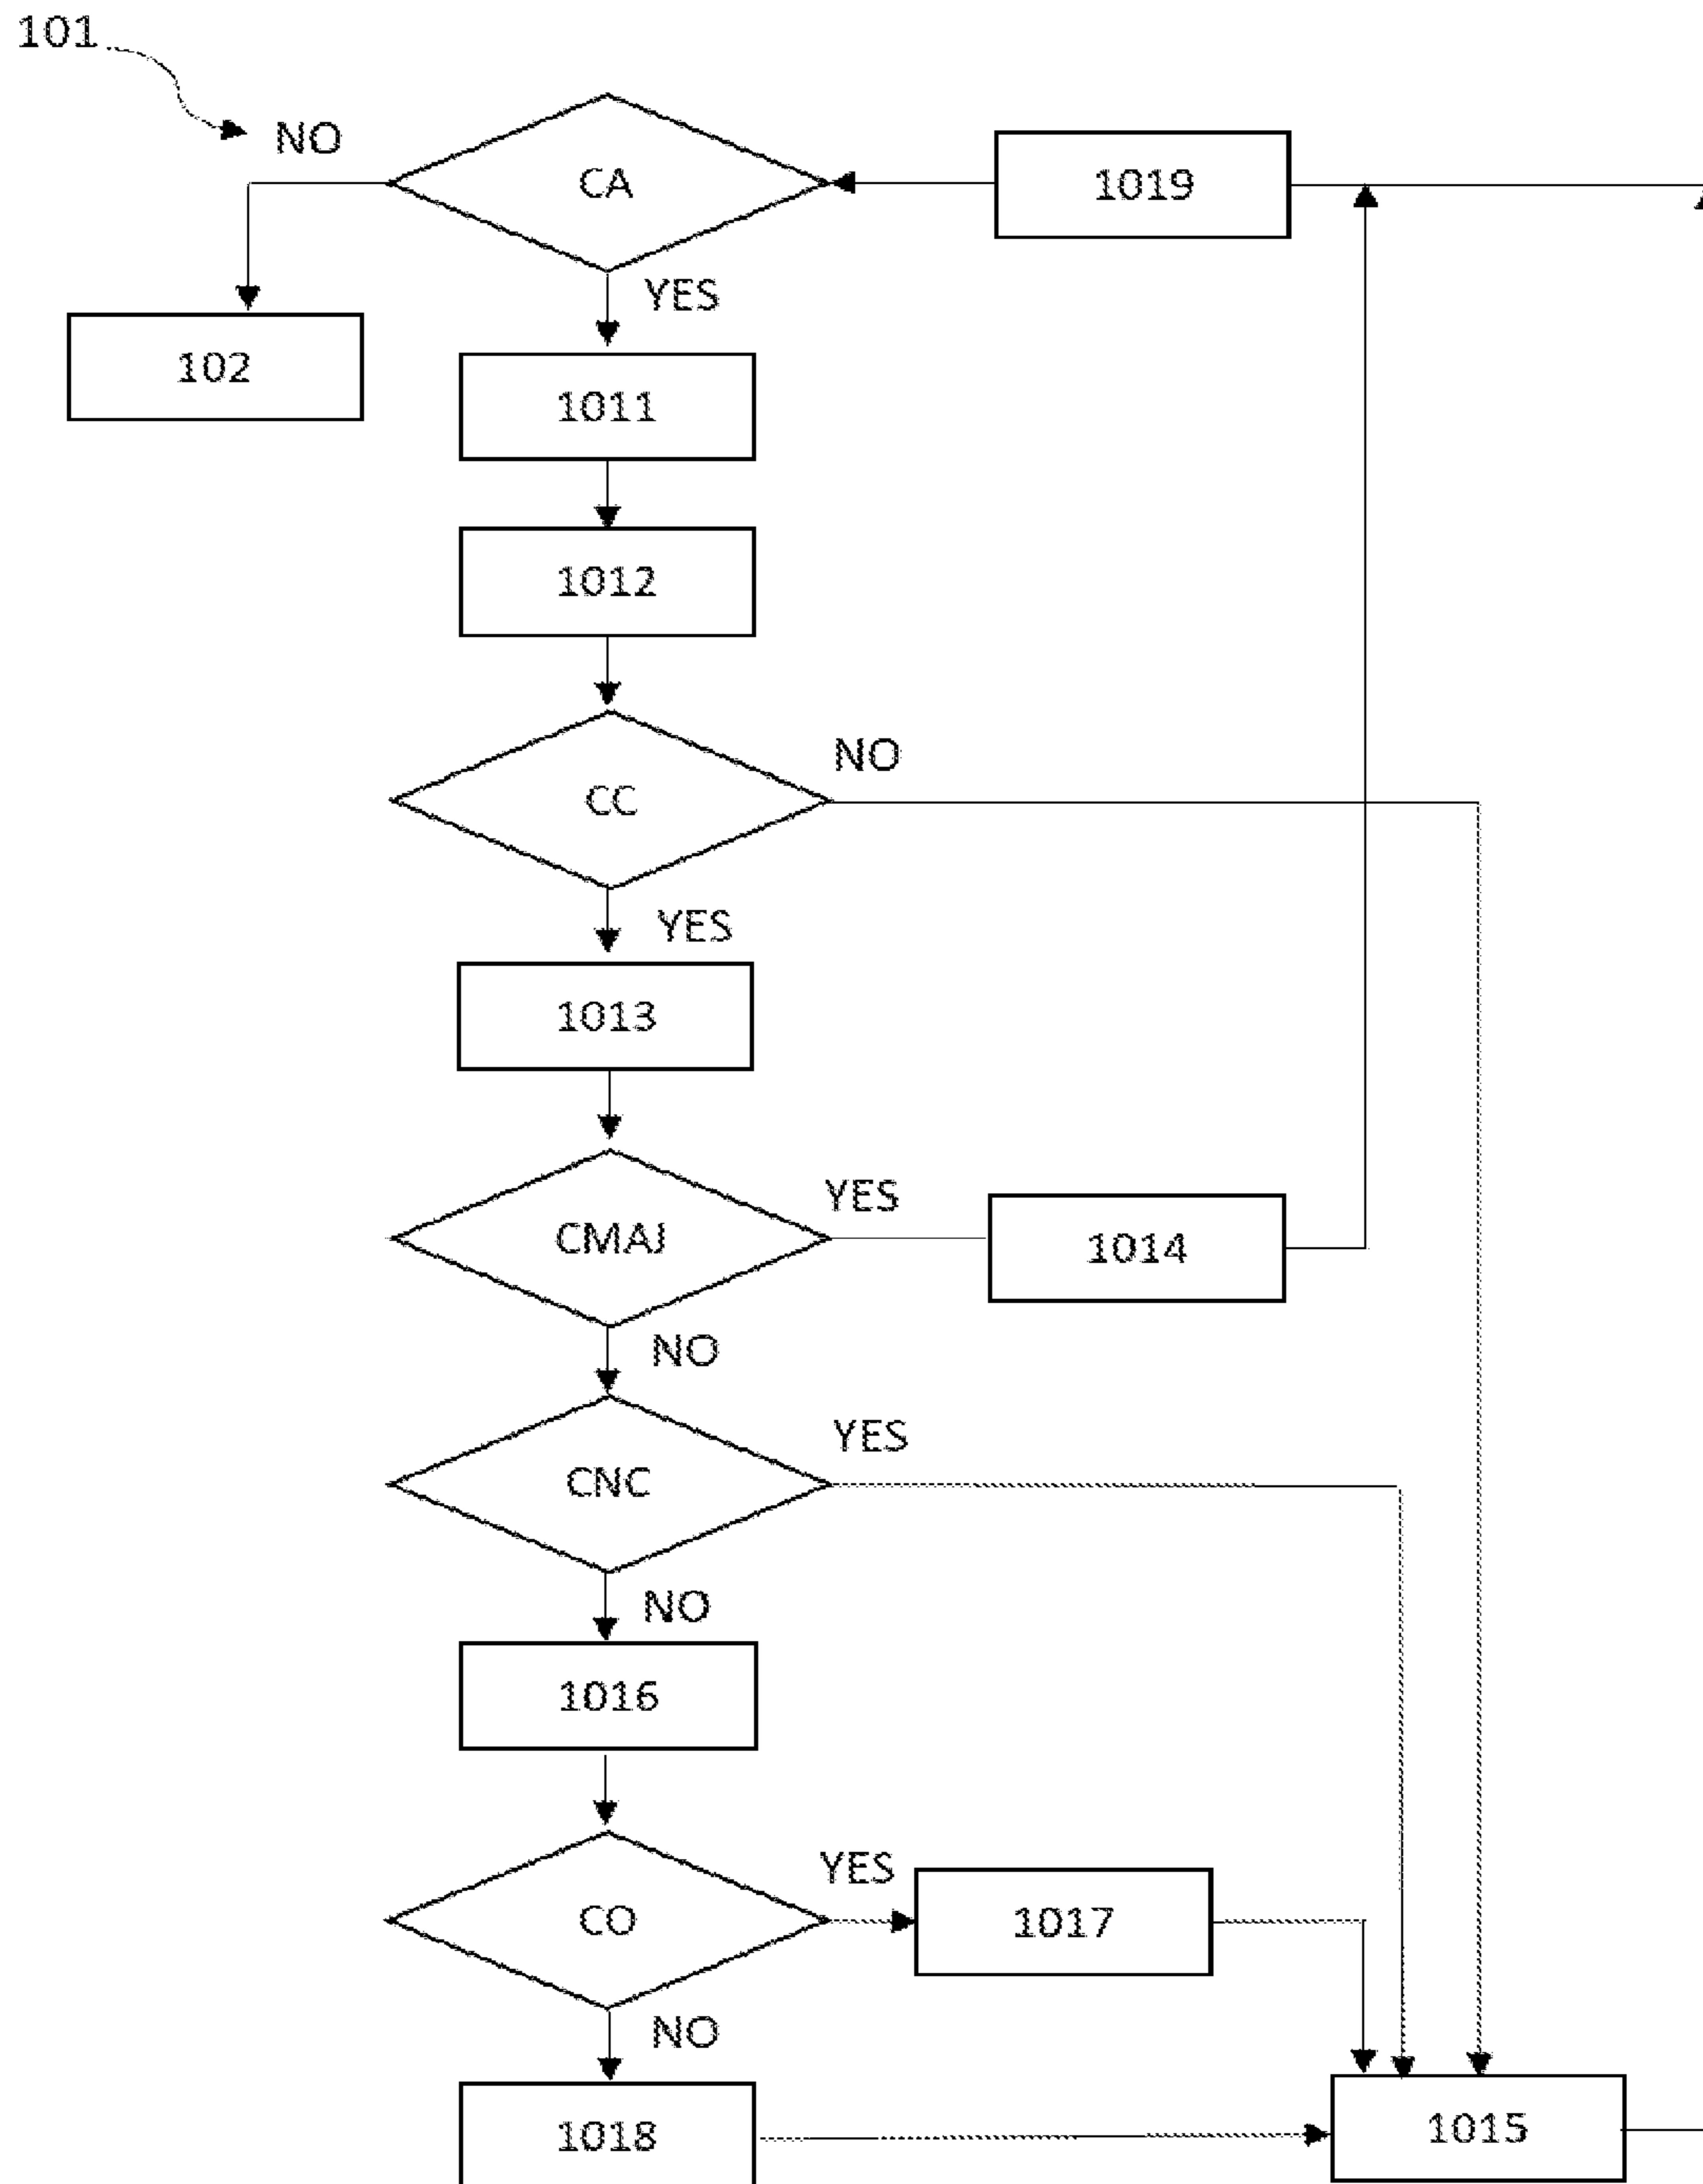 101
NO
CA
1019
YES
102
1011
1012
NO
CC
YES
1013
YES
CMAJ
1014
NO
YES
CNC
NO
1016
YES
CO
1017
NO
1018
1015